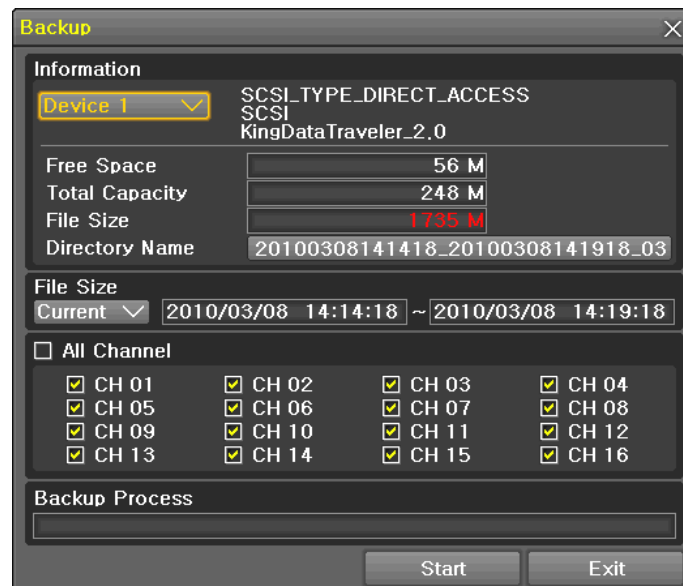 Backup
Information
Device 1
SCSI_TYPE_DIRECT_ACCESS
SCSI
KingDataTraveler_2.0
Free Space 56 M
Total Capacity 248 M
File Size 1735 M
Directory Name 20100308141418_20100308141918_03
File Size
Current 2010/03/08 14:14:18 ~ 2010/03/08 14:19:18
All Channel
CH 01 CH 02 CH 03 CH 04
CH 05 CH 06 CH 07 CH 08
CH 09 CH 10 CH 11 CH 12
CH 13 CH 14 CH 15 CH 16
Backup Process
Start Exit